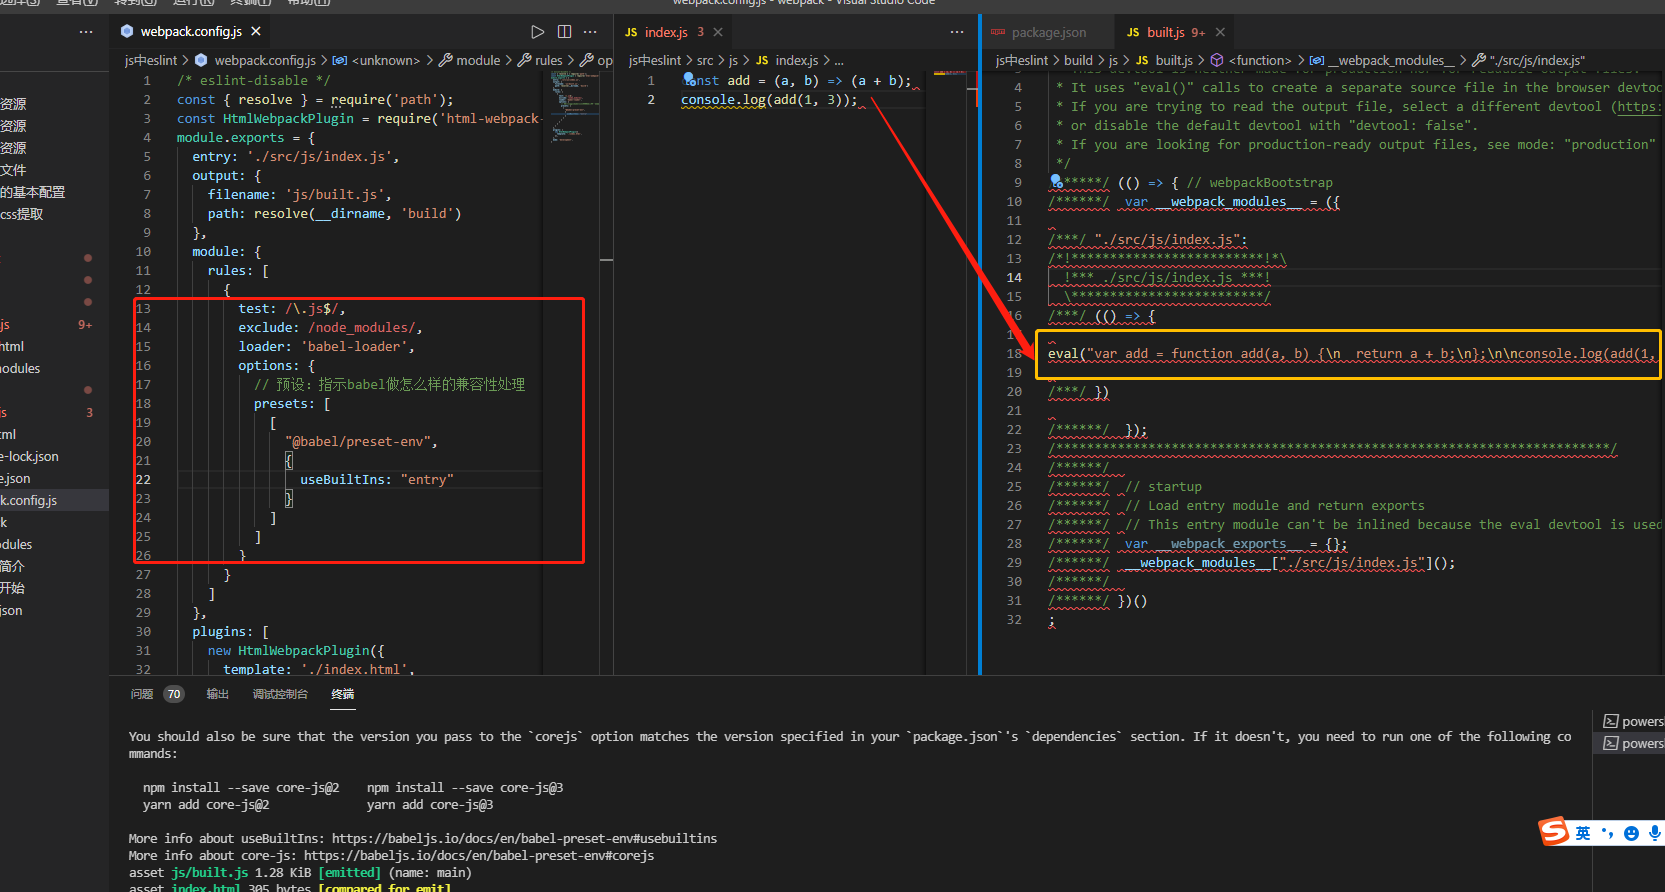 查看(V) 转到(G) 运行(R) 终端(T) 帮助(H)
webpack.config.js - webpack - Visual Studio Code
资源
资源
资源
文件
的基本配置
css提取
js 9+
html
modules
js 3
ml
e-lock.json
e.json
k.config.js
k
dules
简介
开始
json
webpack.config.js
js中eslint > webpack.config.js > <unknown> > module > rules > op
1 /* eslint-disable */
2 const { resolve } = require('path');
3 const HtmlWebpackPlugin = require('html-webpack-
4 module.exports = {
5 entry: './src/js/index.js',
6 output: {
7 filename: 'js/built.js',
8 path: resolve(__dirname, 'build')
9 },
10 module: {
11 rules: [
12 {
13 test: /\.js$/,
14 exclude: /node_modules/,
15 loader: 'babel-loader',
16 options: {
17 // 预设: 指示babel做怎么样的兼容性处理
18 presets: [
19 [
20 "@babel/preset-env",
21 {
22 useBuiltIns: "entry"
23 }
24 ]
25 ]
26 }
27 }
28 ]
29 },
30 plugins: [
31 new HtmlWebpackPlugin({
32 template: './index.html',
JS index.js 3
js中eslint > src > js > JS index.js > ...
1 nst add = (a, b) => (a + b);
2 console.log(add(1, 3));
package.json
JS built.js 9+
js中eslint > build > js > JS built.js > <function> > __webpack_modules__ > "./src/js/index.js"
4 * It uses "eval()" calls to create a separate source file in the browser devtoo
5 * If you are trying to read the output file, select a different devtool (https:
6 * or disable the default devtool with "devtool: false".
7 * If you are looking for production-ready output files, see mode: "production"
8 */
9 *****/ (() => { // webpackBootstrap
10 /******/ var __webpack_modules__ = ({
11
12 /***/ "./src/js/index.js":
13 /*!*************************!*\
14 !*** ./src/js/index.js ***!
15 \*************************/
16 /***/ (() => {
17
18 eval("var add = function add(a, b) {\n  return a + b;\n};\n\nconsole.log(add(1,
19
20 /***/ })
21
22 /******/ });
23 /************************************************************************/
24 /******/
25 /******/ // startup
26 /******/ // Load entry module and return exports
27 /******/ // This entry module can't be inlined because the eval devtool is used
28 /******/ var __webpack_exports__ = {};
29 /******/ __webpack_modules__["./src/js/index.js"]();
30 /******/
31 /******/ })()
32 ;
问题 70 输出 调试控制台 终端
You should also be sure that the version you pass to the `corejs` option matches the version specified in your `package.json`'s `dependencies` section. If it doesn't, you need to run one of the following co
mmands:
npm install --save core-js@2 npm install --save core-js@3
yarn add core-js@2 yarn add core-js@3
More info about useBuiltIns: https://babeljs.io/docs/en/babel-preset-env#usebuiltins
More info about core-js: https://babeljs.io/docs/en/babel-preset-env#corejs
asset js/built.js 1.28 KiB [emitted] (name: main)
asset index.html 305 bytes [compared for emit]
powers
powers
英